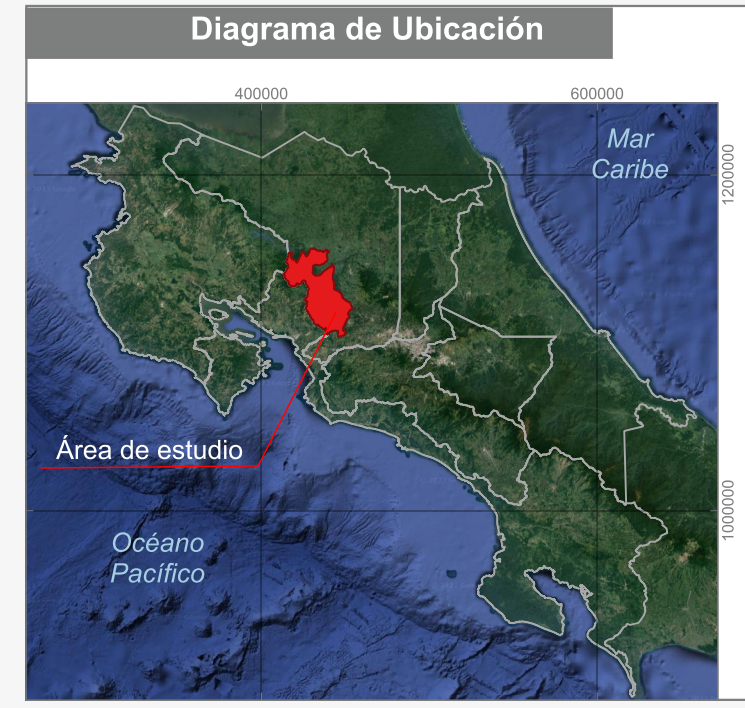 Diagrama de Ubicación
400000
600000
Mar
Caribe
1200000
Área de estudio
1000000
Océano
Pacífico